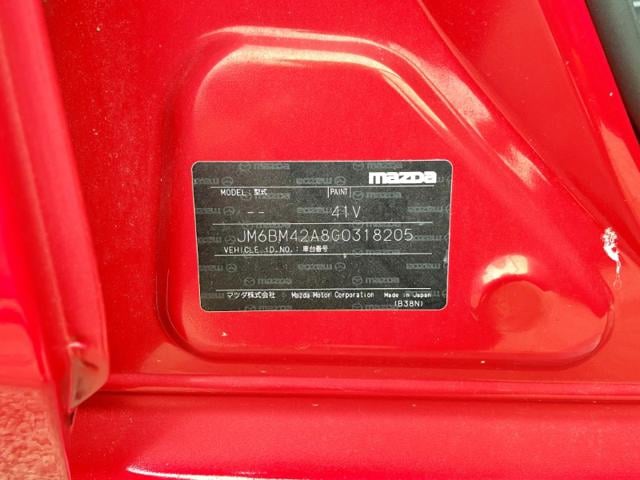 mazda
MODEL:型式 PAINT
-- 41V
JM6BM42A8G0318205
VEHICLE I.D.NO.:車台番号
マツダ株式会社 Mazda Motor Corporation Made in Japan
(B38N)